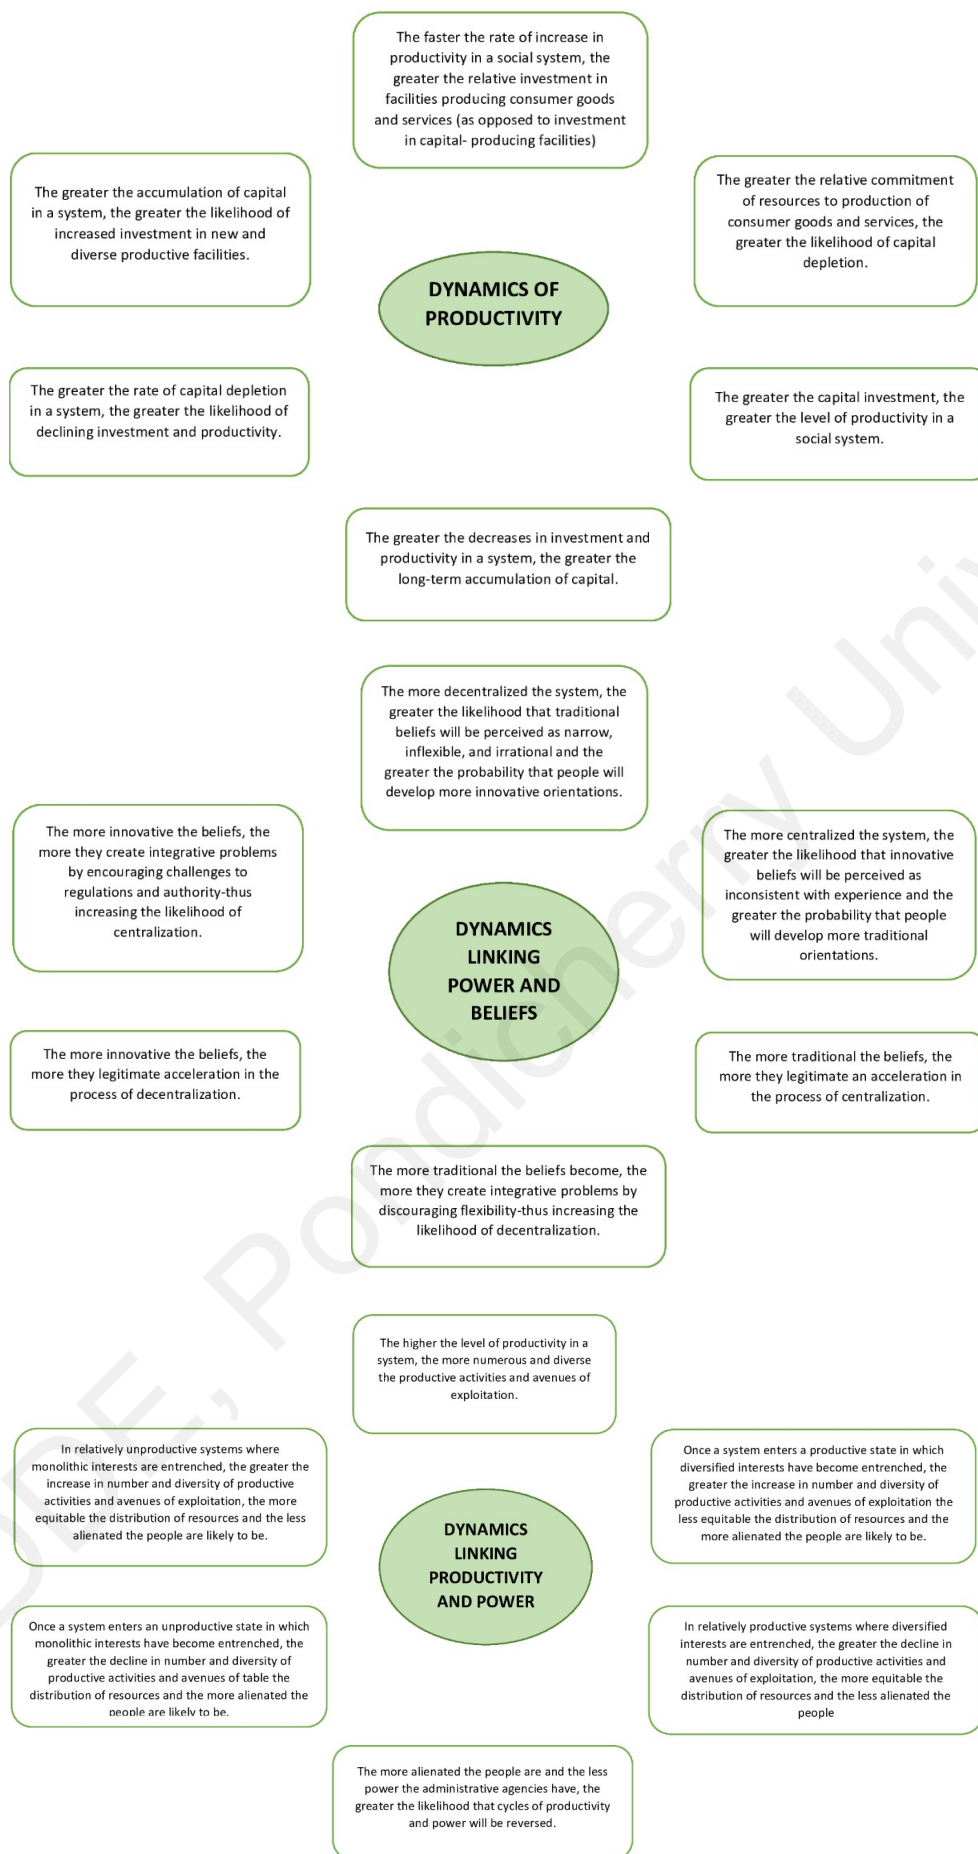 The faster the rate of increase in
productivity in a social system, the
greater the relative investment in
facilities producing consumer goods
and services (as opposed to investment
in capital- producing facilities)
The greater the accumulation of capital
in a system, the greater the likelihood of
increased investment in new and
diverse productive facilities.
The greater the relative commitment
of resources to production of
consumer goods and services, the
greater the likelihood of capital
depletion.
DYNAMICS OF
PRODUCTIVITY
The greater the rate of capital depletion
in a system, the greater the likelihood of
declining investment and productivity.
The greater the capital investment, the
greater the level of productivity in a
social system.
The greater the decreases in investment and
productivity in a system, the greater the
long-term accumulation of capital.
The more decentralized the system, the
greater the likelihood that traditional
beliefs will be perceived as narrow,
inflexible, and irrational and the
greater the probability that people will
develop more innovative orientations.
The more innovative the beliefs, the
more they create integrative problems
by encouraging challenges to
regulations and authority-thus
increasing the likelihood of
centralization.
The more centralized the system, the
greater the likelihood that innovative
beliefs will be perceived as
inconsistent with experience and the
greater the probability that people
will develop more traditional
orientations.
DYNAMICS
LINKING
POWER AND
BELIEFS
The more innovative the beliefs, the
more they legitimate acceleration in the
process of decentralization.
The more traditional the beliefs, the
more they legitimate an acceleration in
the process of centralization.
The more traditional the beliefs become, the
more they create integrative problems by
discouraging flexibility-thus increasing the
likelihood of decentralization.
The higher the level of productivity in a
system, the more numerous and diverse
the productive activities and avenues of
exploitation.
In relatively unproductive systems where
monolithic interests are entrenched, the greater the
increase in number and diversity of productive
activities and avenues of exploitation, the more
equitable the distribution of resources and the less
alienated the people are likely to be.
Once a system enters a productive state in which
diversified interests have become entrenched, the
greater the increase in number and diversity of
productive activities and avenues of exploitation the
less equitable the distribution of resources and the
more alienated the people are likely to be.
DYNAMICS
LINKING
PRODUCTIVITY
AND POWER
Once a system enters an unproductive state in which
monolithic interests have become entrenched, the
greater the decline in number and diversity of
productive activities and avenues of table the
distribution of resources and the more alienated the
people are likely to be.
In relatively productive systems where diversified
interests are entrenched, the greater the decline in
number and diversity of productive activities and
avenues of exploitation, the more equitable the
distribution of resources and the less alienated the
people
The more alienated the people are and the less
power the administrative agencies have, the
greater the likelihood that cycles of productivity
and power will be reversed.
DDE, Pondicherry